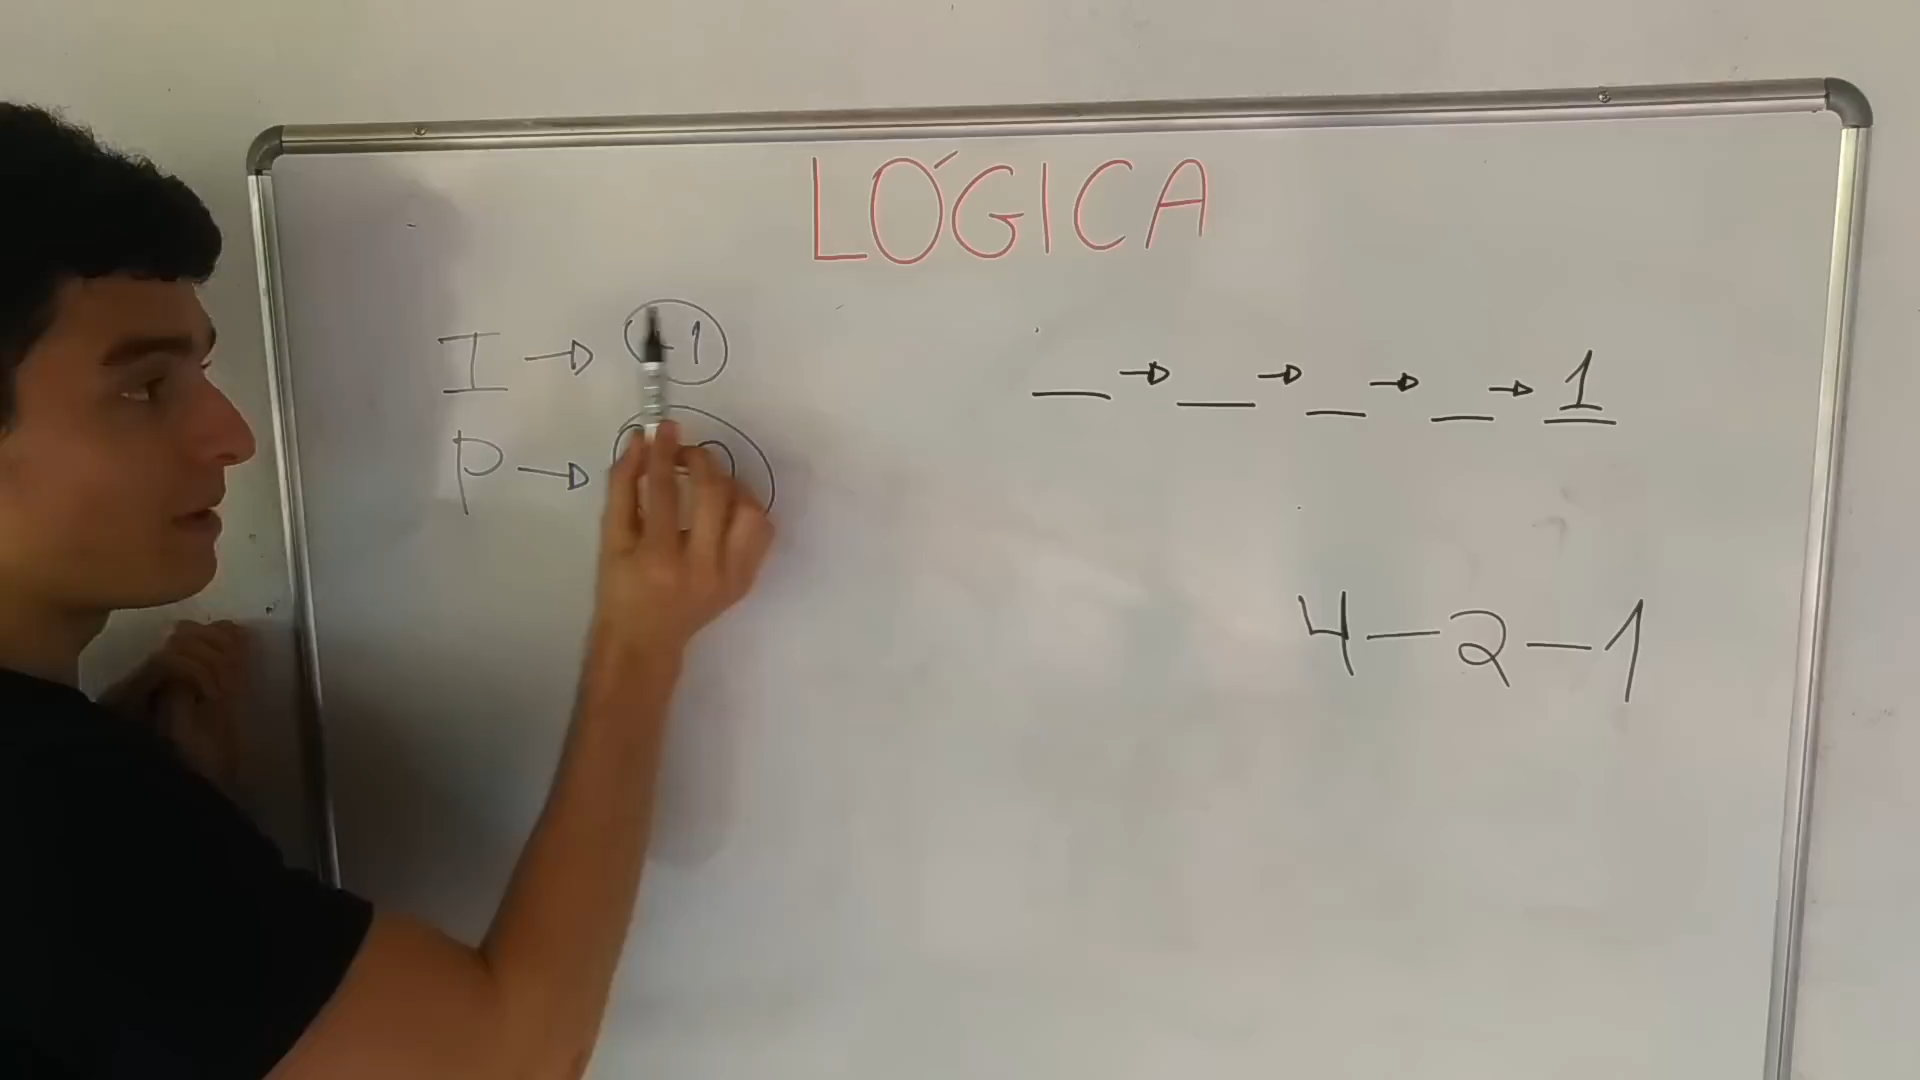 LÓGICA
I → -1
P →
__ → __ → __ → __ → 1
4-2-1